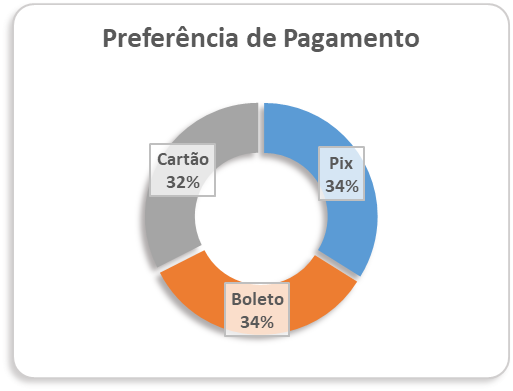 Preferência de Pagamento
Cartão
32%
Pix
34%
Boleto
34%